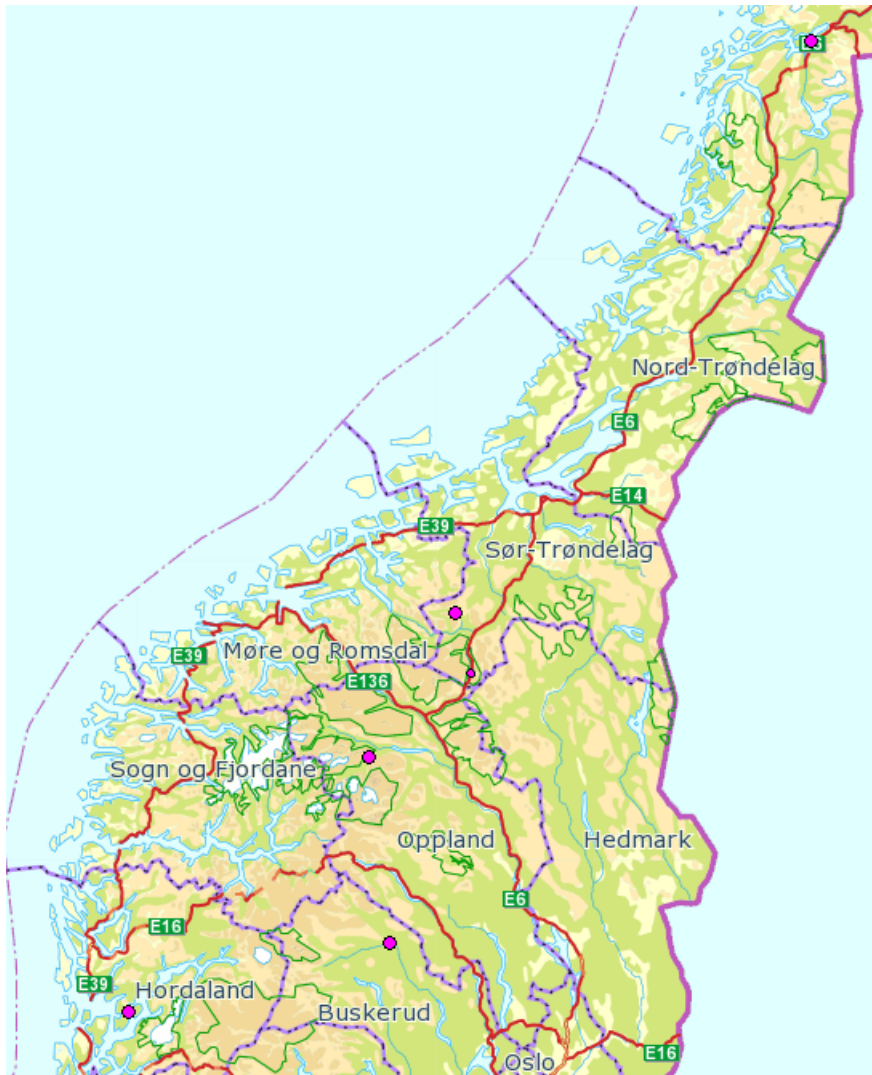 Nord-Trøndelag
E6
E14
E39
Sør-Trøndelag
Møre og Romsdal
E39
E136
Sogn og Fjordane
Oppland
Hedmark
E6
E16
E39
Hordaland
Buskerud
Oslo
E16